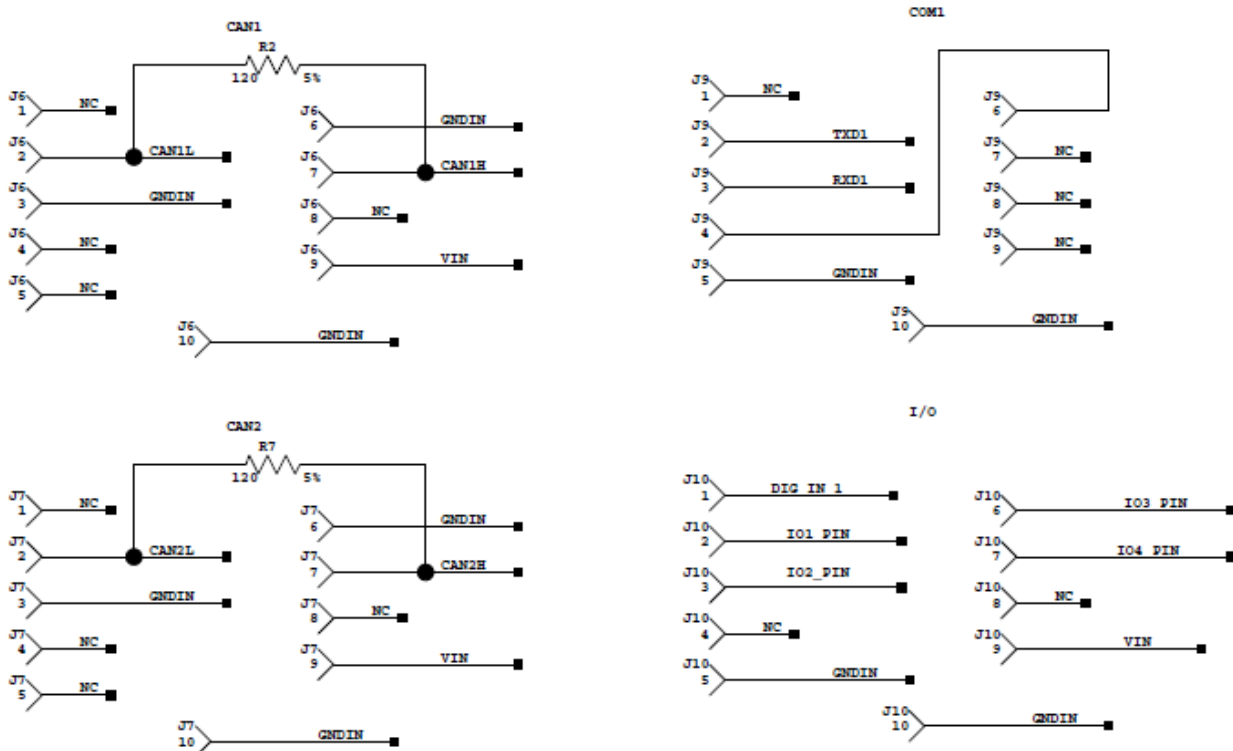 CAN1
R2
120 5%
J6 1 NC
J6 2 CAN1L
J6 3 GNDIN
J6 4 NC
J6 5 NC
J6 6 GNDIN
J6 7 CAN1H
J6 8 NC
J6 9 VIN
J6 10 GNDIN
COM1
J9 1 NC
J9 2 TXD1
J9 3 RXD1
J9 4
J9 5 GNDIN
J9 6
J9 7 NC
J9 8 NC
J9 9 NC
J9 10 GNDIN
CAN2
R7
120 5%
J7 1 NC
J7 2 CAN2L
J7 3 GNDIN
J7 4 NC
J7 5 NC
J7 6 GNDIN
J7 7 CAN2H
J7 8 NC
J7 9 VIN
J7 10 GNDIN
I/O
J10 1 DIG IN 1
J10 2 IO1 PIN
J10 3 IO2_PIN
J10 4 NC
J10 5 GNDIN
J10 6 IO3 PIN
J10 7 IO4 PIN
J10 8 NC
J10 9 VIN
J10 10 GNDIN